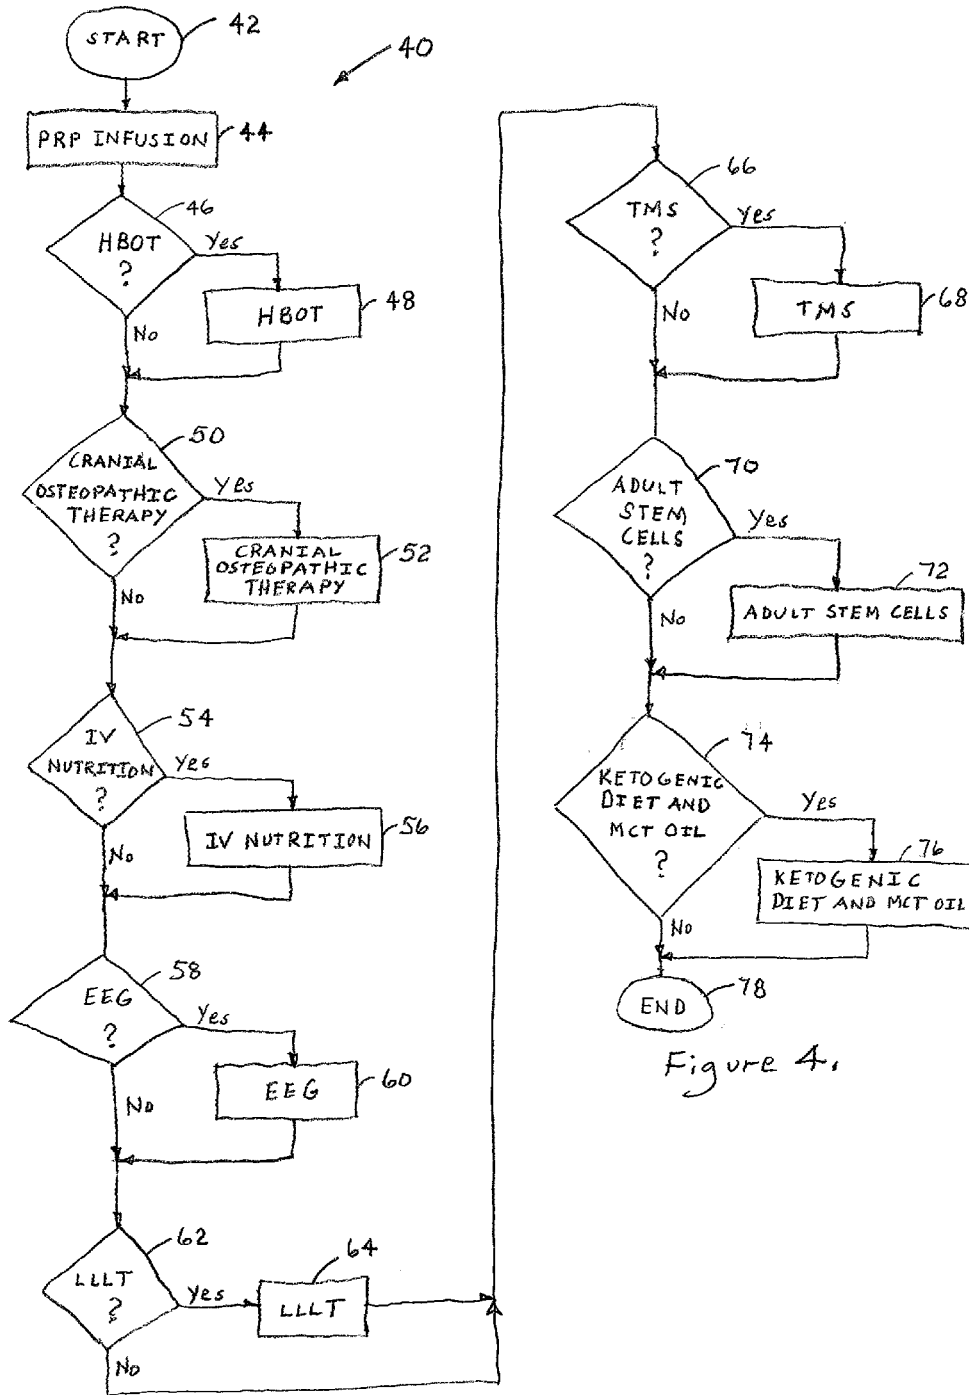 START
42
40
PRP INFUSION
44
46
HBOT
?
Yes
HBOT
48
No
50
CRANIAL
OSTEOPATHIC
THERAPY
?
Yes
CRANIAL
OSTEOPATHIC
THERAPY
52
No
54
IV
NUTRITION
?
Yes
IV NUTRITION
56
No
58
EEG
?
Yes
EEG
60
No
62
LLLT
?
Yes
64
LLLT
No
66
TMS
?
Yes
TMS
68
No
70
ADULT
STEM
CELLS
?
Yes
72
ADULT STEM CELLS
No
74
KETOGENIC
DIET AND
MCT OIL
?
Yes
76
KETOGENIC
DIET AND MCT OIL
No
END
78
Figure 4.